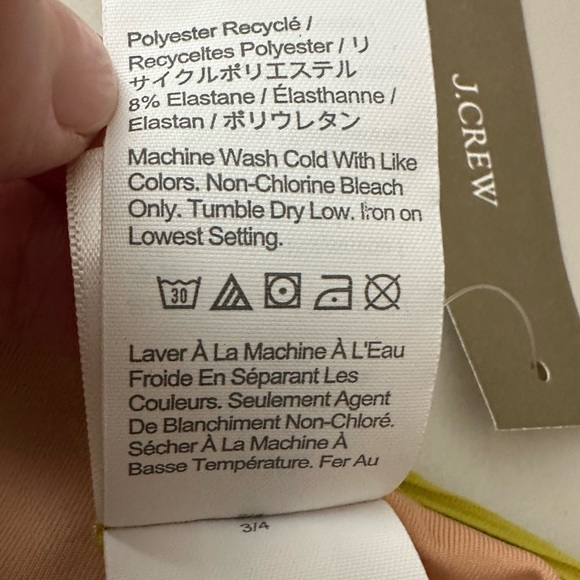 Polyester Recyclé /
Recyceltes Polyester / リ
サイクルポリエステル
8% Elastane / Élasthanne /
Elastan / ポリウレタン
Machine Wash Cold With Like
Colors. Non-Chlorine Bleach
Only. Tumble Dry Low. Iron on
Lowest Setting.
30
Laver À La Machine À L'Eau
Froide En Séparant Les
Couleurs. Seulement Agent
De Blanchiment Non-Chloré.
Sécher À La Machine À
Basse Température. Fer Au
3/4
J.CREW